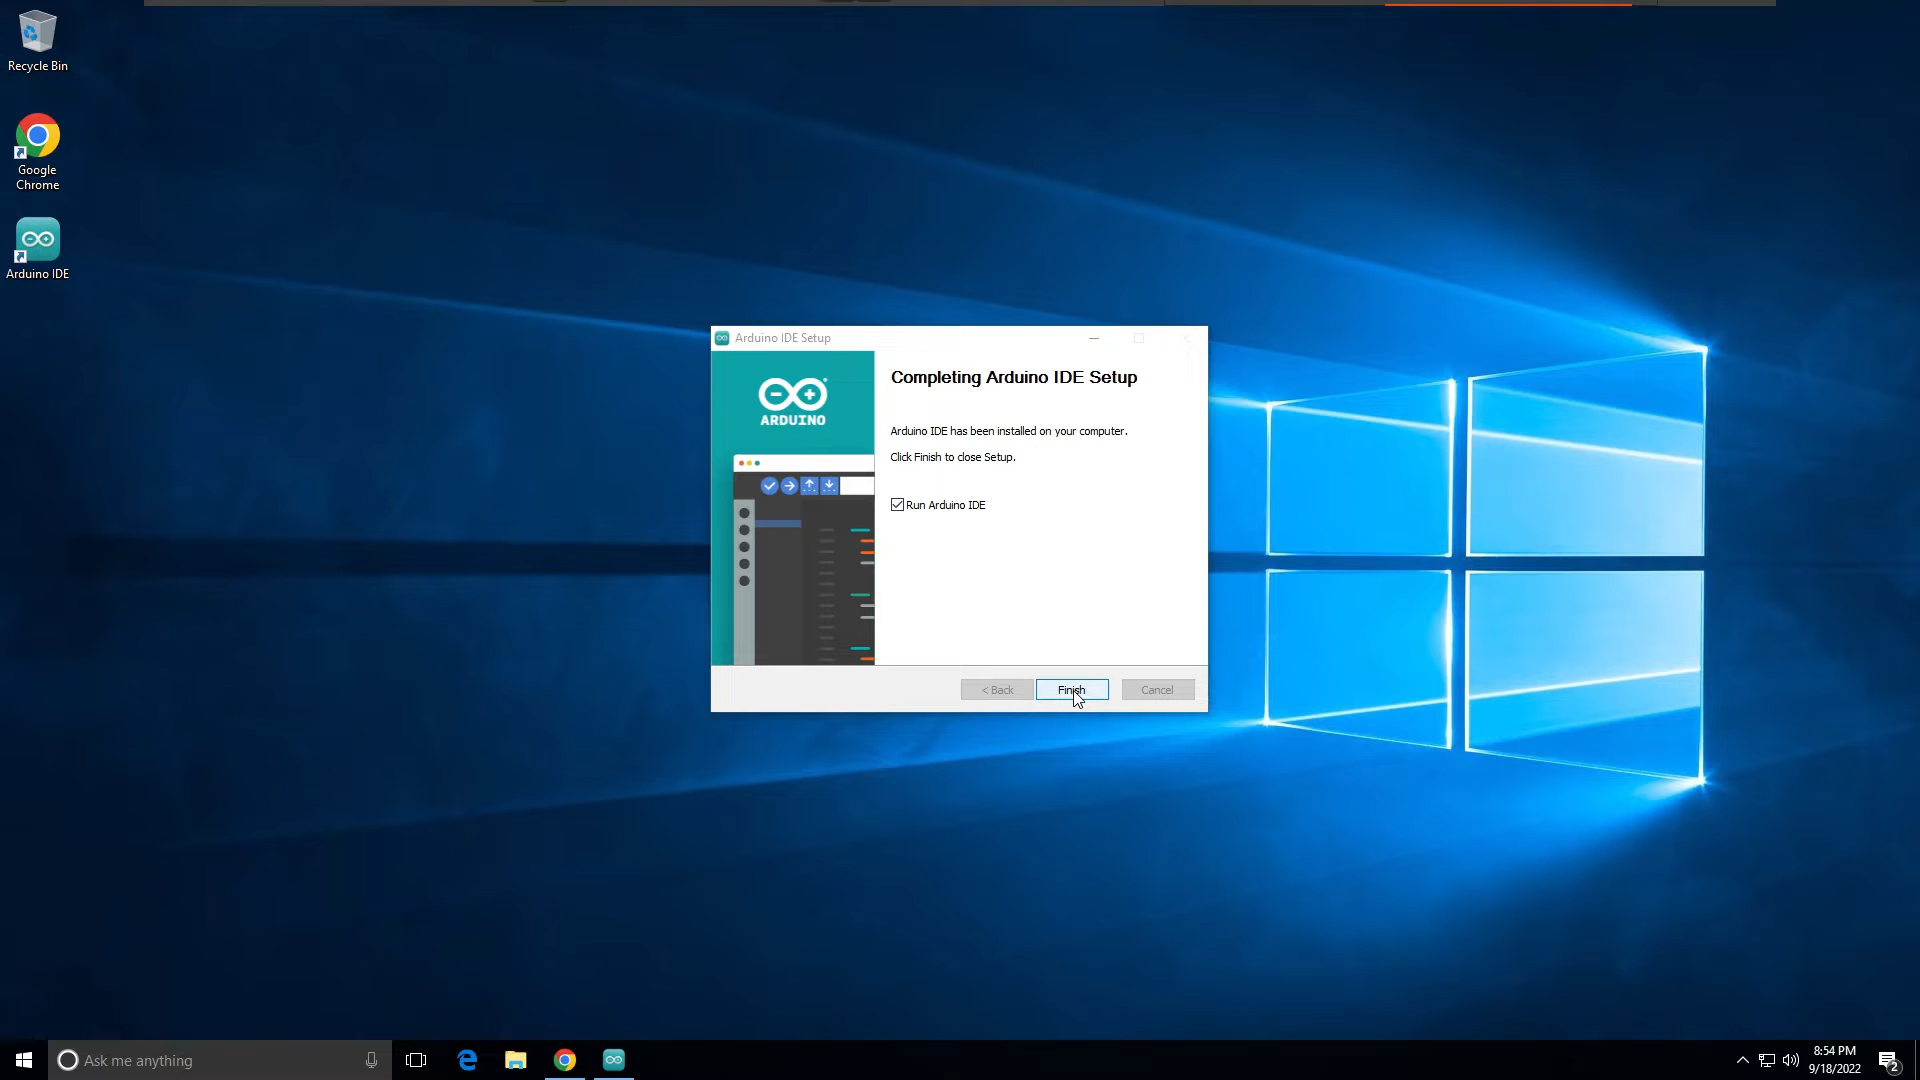 Recycle Bin
Google
Chrome
Arduino IDE
Arduino IDE Setup
ARDUINO
Completing Arduino IDE Setup
Arduino IDE has been installed on your computer.
Click Finish to close Setup.
Run Arduino IDE
< Back
Finish
Cancel
Ask me anything
8:54 PM
9/18/2022
2